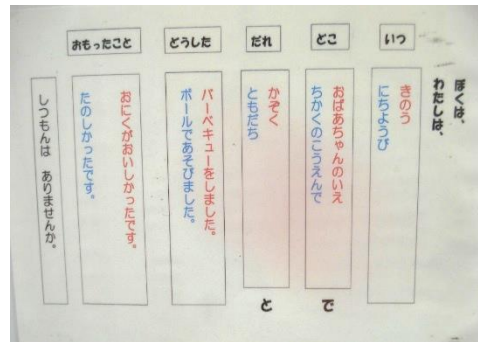 ぼくは、
わたしは、
いつ
きのう
にちようび
どこ
おばあちゃんのいえ
ちかくのこうえんで
で
だれ
かぞく
ともだち
と
どうした
バーベキューをしました。
ボールであそびました。
おもったこと
おにくがおいしかったです。
たのしかったです。
しつもんは ありませんか。